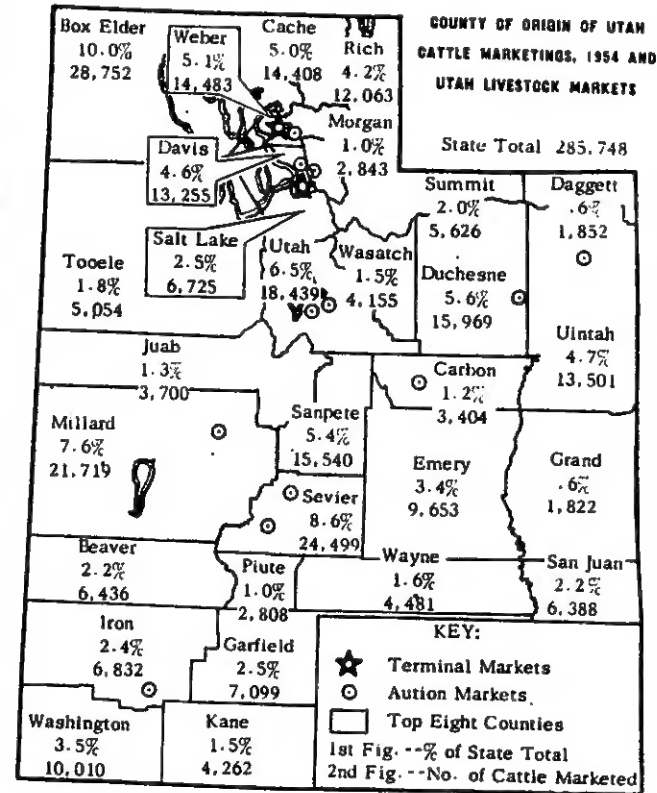 COUNTY OF ORIGIN OF UTAH
CATTLE MARKETINGS, 1954 AND
UTAH LIVESTOCK MARKETS
State Total 285,748
Box Elder
10.0%
28,752
Weber
5.1%
14,483
Cache
5.0%
14,408
Rich
4.2%
12,063
Morgan
1.0%
2,843
Davis
4.6%
13,255
Salt Lake
2.5%
6,725
Summit
2.0%
5,626
Daggett
.6%
1,852
Tooele
1.8%
5,054
Utah
6.5%
18,439
Wasatch
1.5%
4,155
Duchesne
5.6%
15,969
Uintah
4.7%
13,501
Juab
1.3%
3,700
Carbon
1.2%
3,404
Millard
7.6%
21,719
Sanpete
5.4%
15,540
Emery
3.4%
9,653
Grand
.6%
1,822
Sevier
8.6%
24,499
Beaver
2.2%
6,436
Piute
1.0%
2,808
Wayne
1.6%
4,481
San Juan
2.2%
6,388
Iron
2.4%
6,832
Garfield
2.5%
7,099
Washington
3.5%
10,010
Kane
1.5%
4,262
KEY:
Terminal Markets
Aution Markets
Top Eight Counties
1st Fig. --% of State Total
2nd Fig. --No. of Cattle Marketed